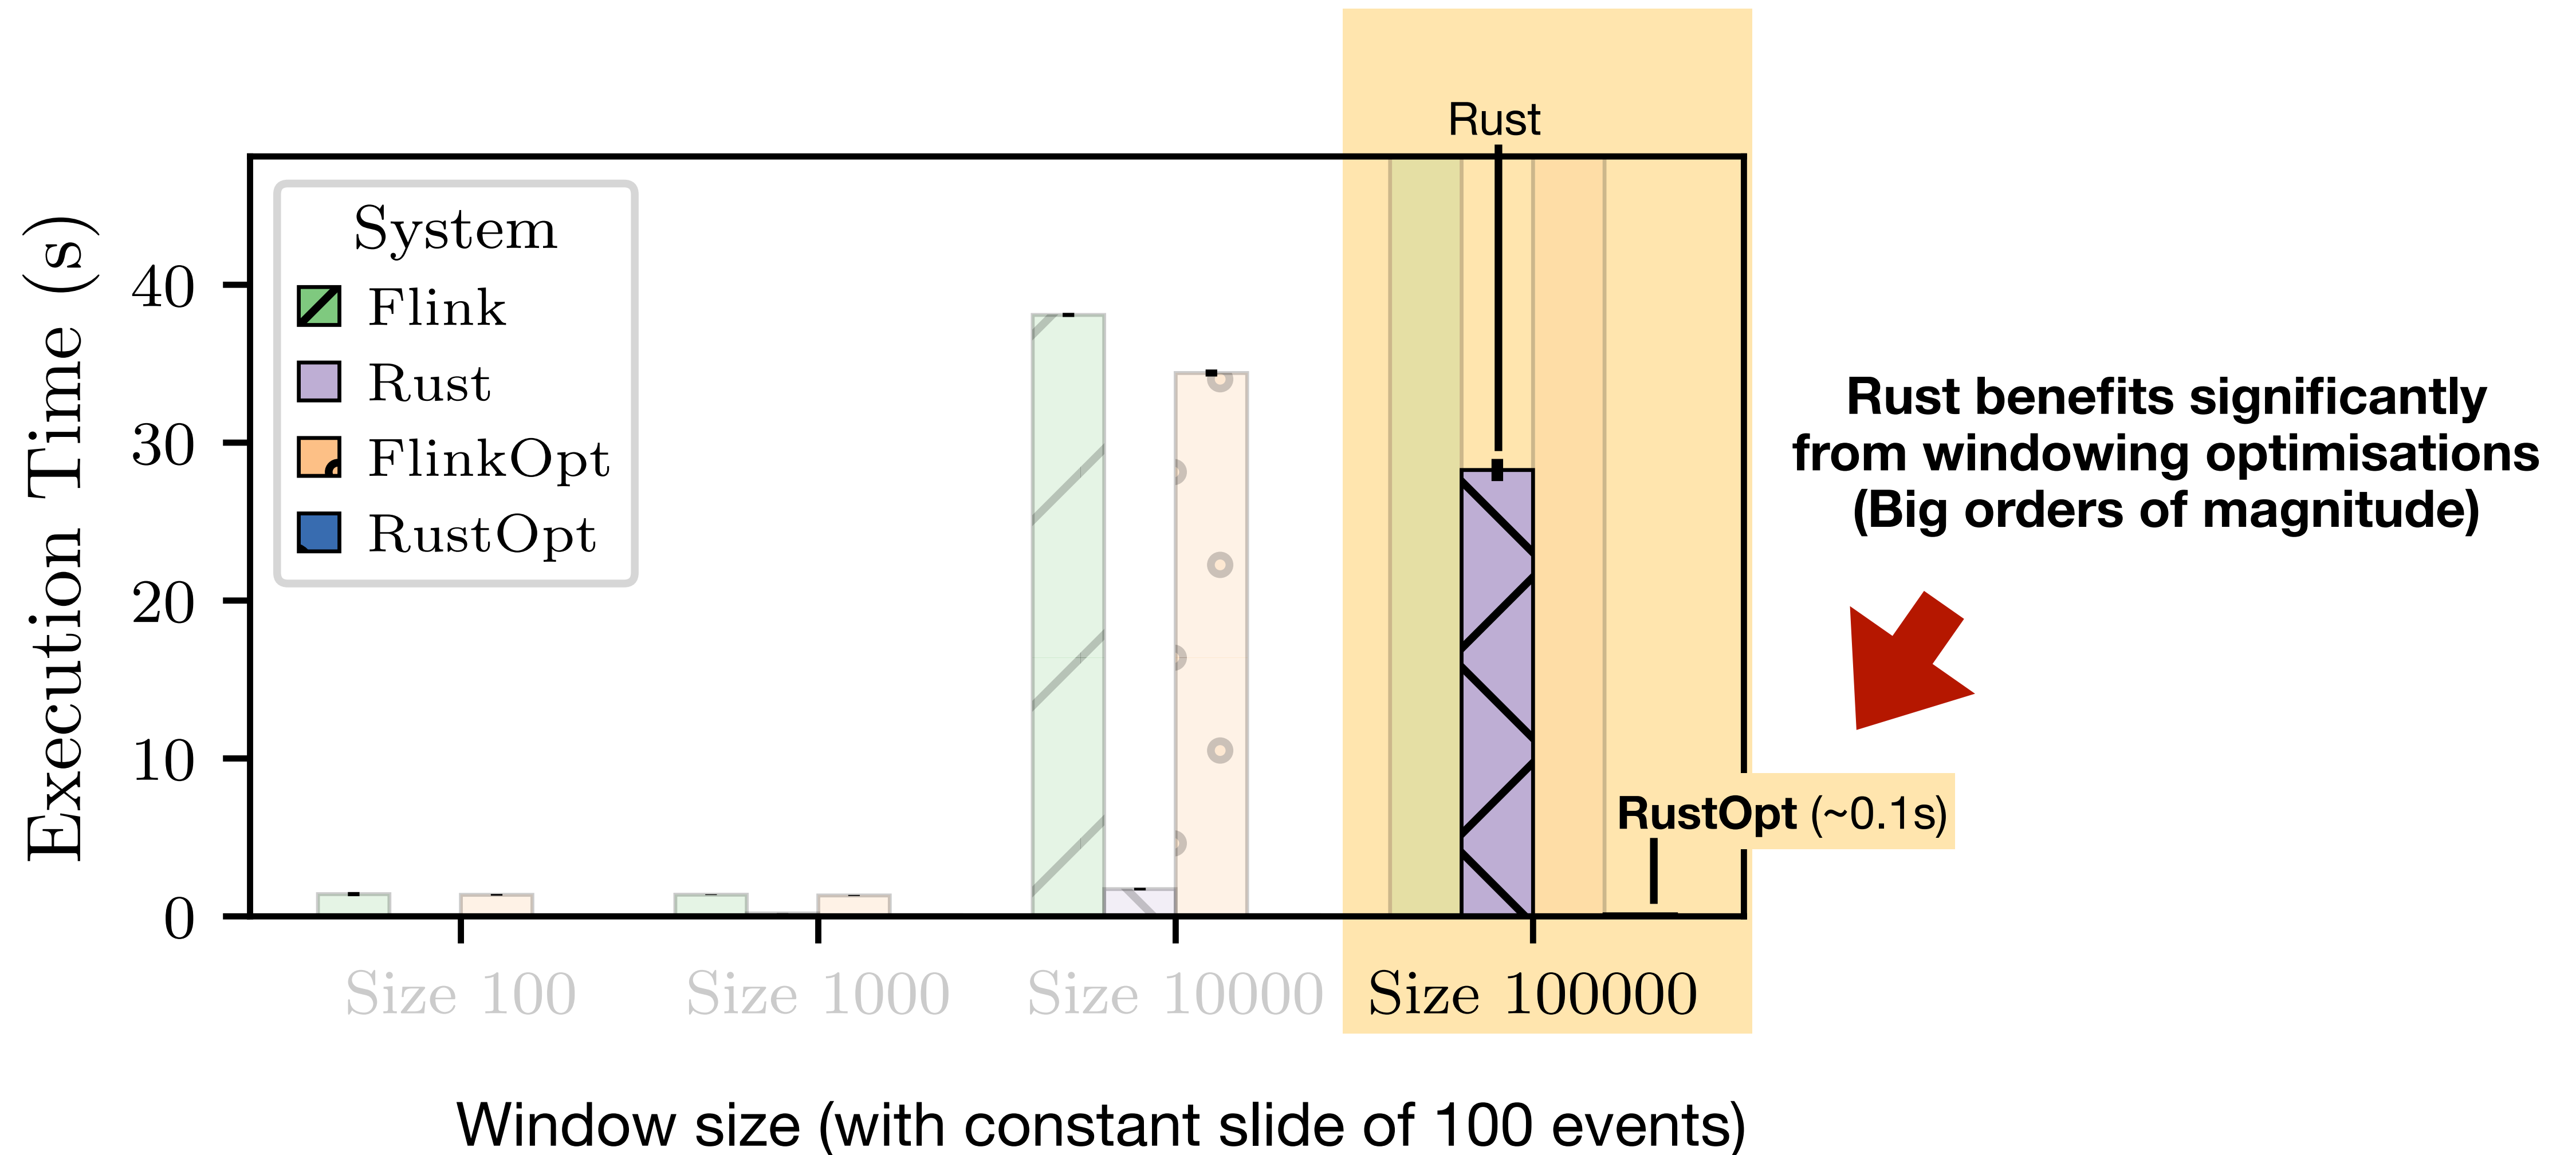 Rust
System
Flink
Rust
FlinkOpt
RustOpt
Execution Time (s)
40
30
20
10
0
Rust benefits significantly
from windowing optimisations
(Big orders of magnitude)
RustOpt (~0.1s)
Size 100
Size 1000
Size 10000
Size 100000
Window size (with constant slide of 100 events)